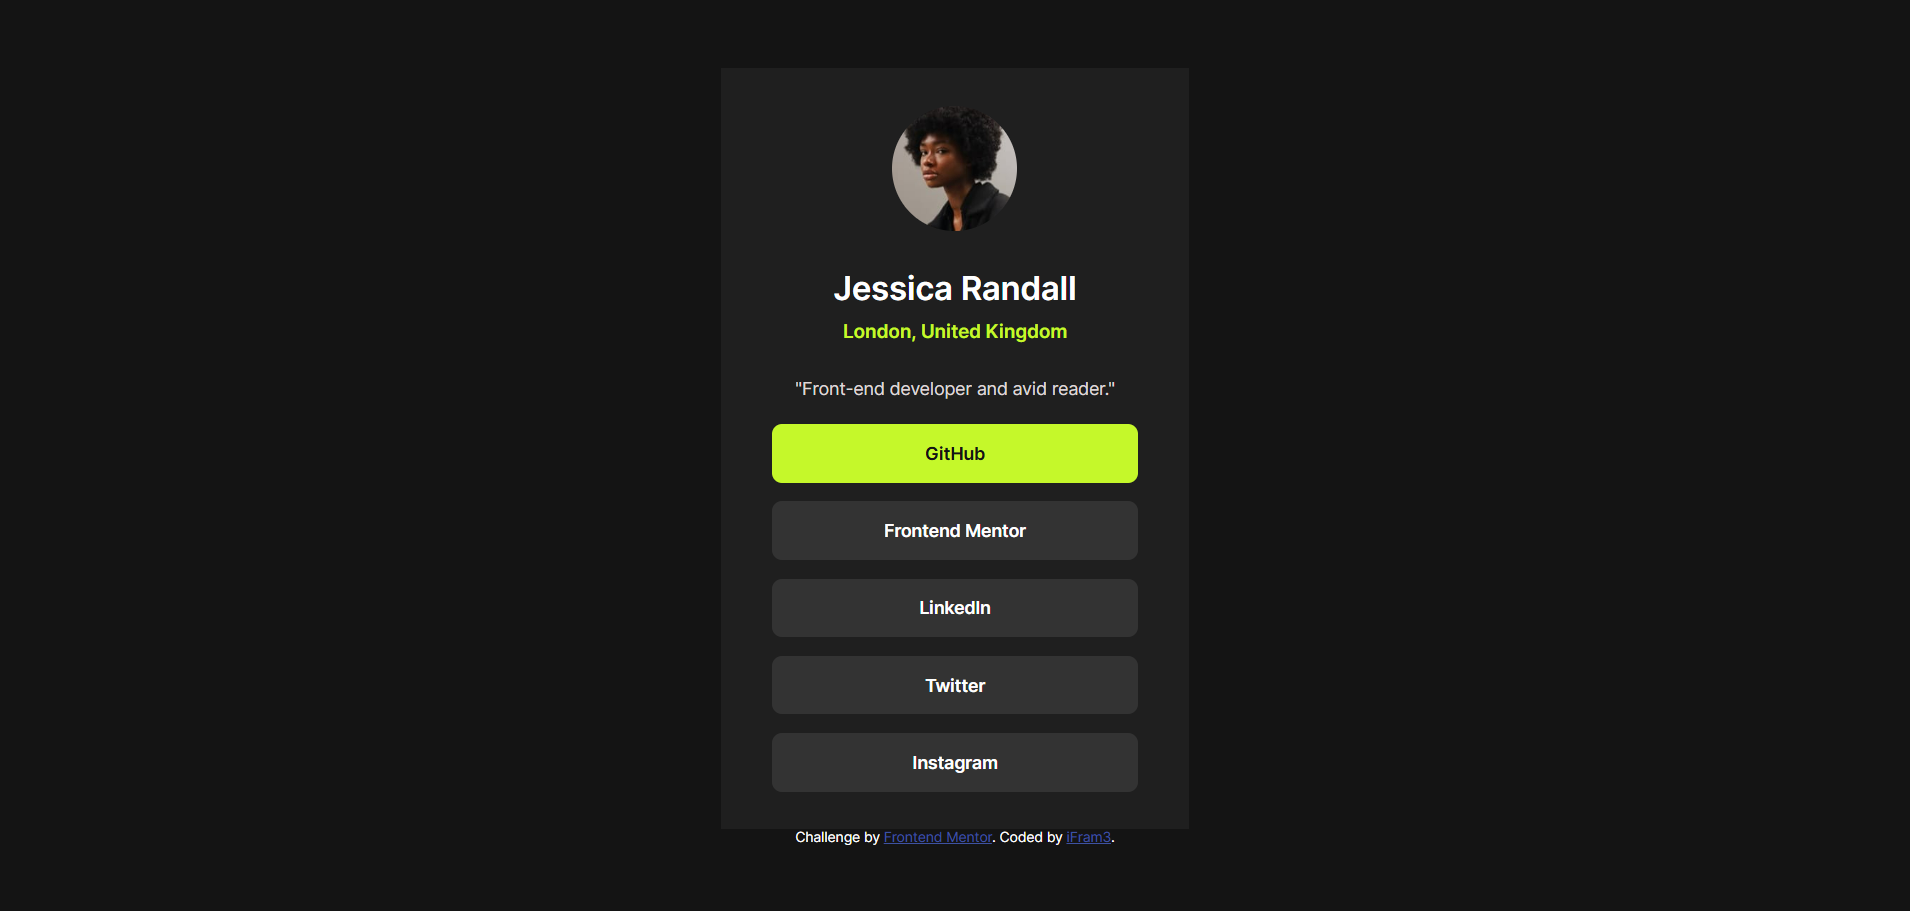 Jessica Randall
London, United Kingdom
"Front-end developer and avid reader."
GitHub
Frontend Mentor
LinkedIn
Twitter
Instagram
Challenge by Frontend Mentor. Coded by iFram3.